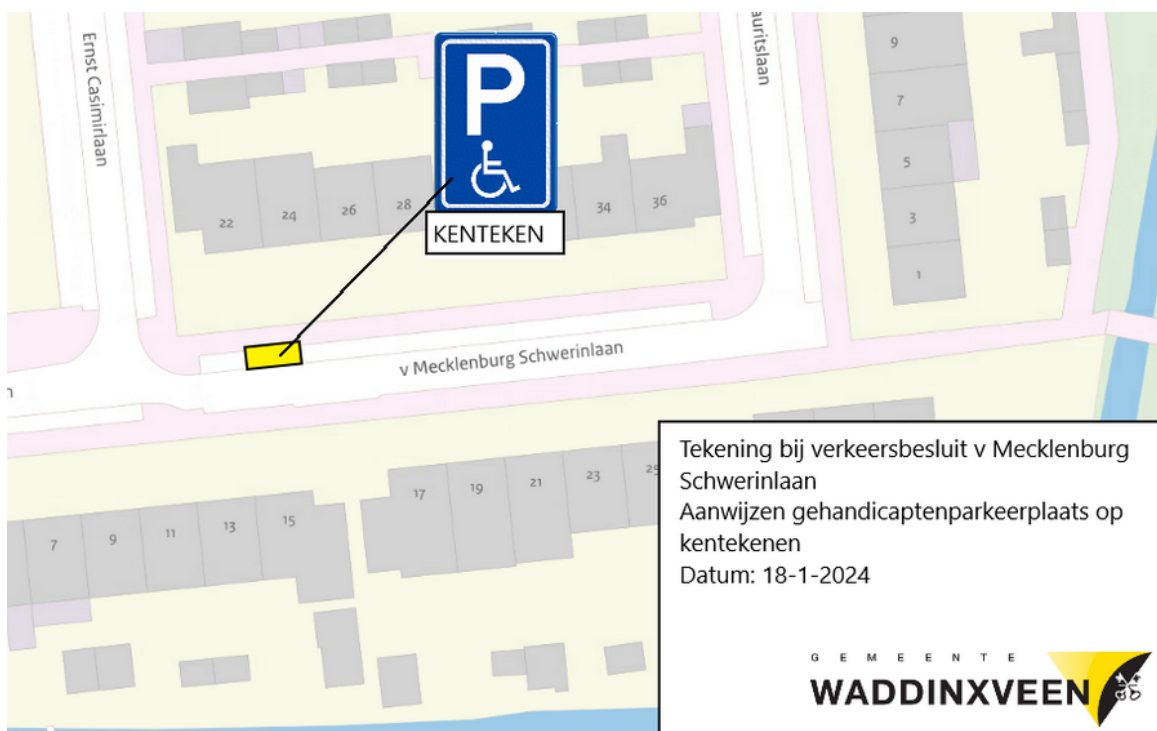 Ernst Casimirlaan
auritslaan
P
KENTEKEN
22
24
26
28
34
36
9
7
5
3
1
v Mecklenburg Schwerinlaan
n
7
9
11
13
15
17
19
21
23
25
Tekening bij verkeersbesluit v Mecklenburg
Schwerinlaan
Aanwijzen gehandicaptenparkeerplaats op
kentekenen
Datum: 18-1-2024
GEMEENTE
WADDINXVEEN